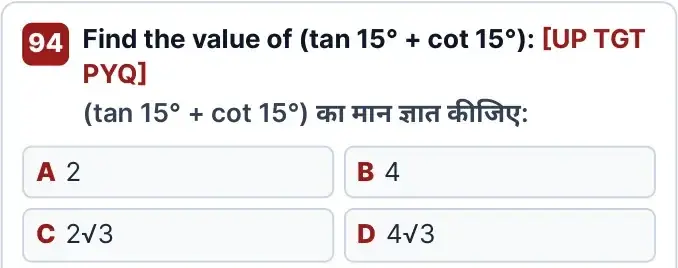 94 Find the value of (tan 15° + cot 15°): [UP TGT
PYQ]
(tan 15° + cot 15°) का मान ज्ञात कीजिए:
A 2
B 4
C 2√3
D 4√3